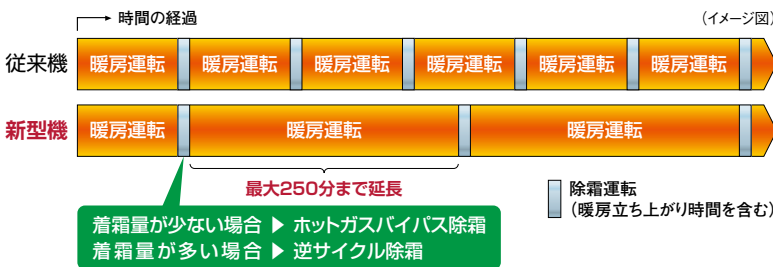 時間の経過
(イメージ図)
従来機 暖房運転 暖房運転 暖房運転 暖房運転 暖房運転 暖房運転
新型機 暖房運転 暖房運転 暖房運転
最大250分まで延長
除霜運転
(暖房立ち上がり時間を含む)
着霜量が少ない場合 ▶ ホットガスバイパス除霜
着霜量が多い場合 ▶ 逆サイクル除霜